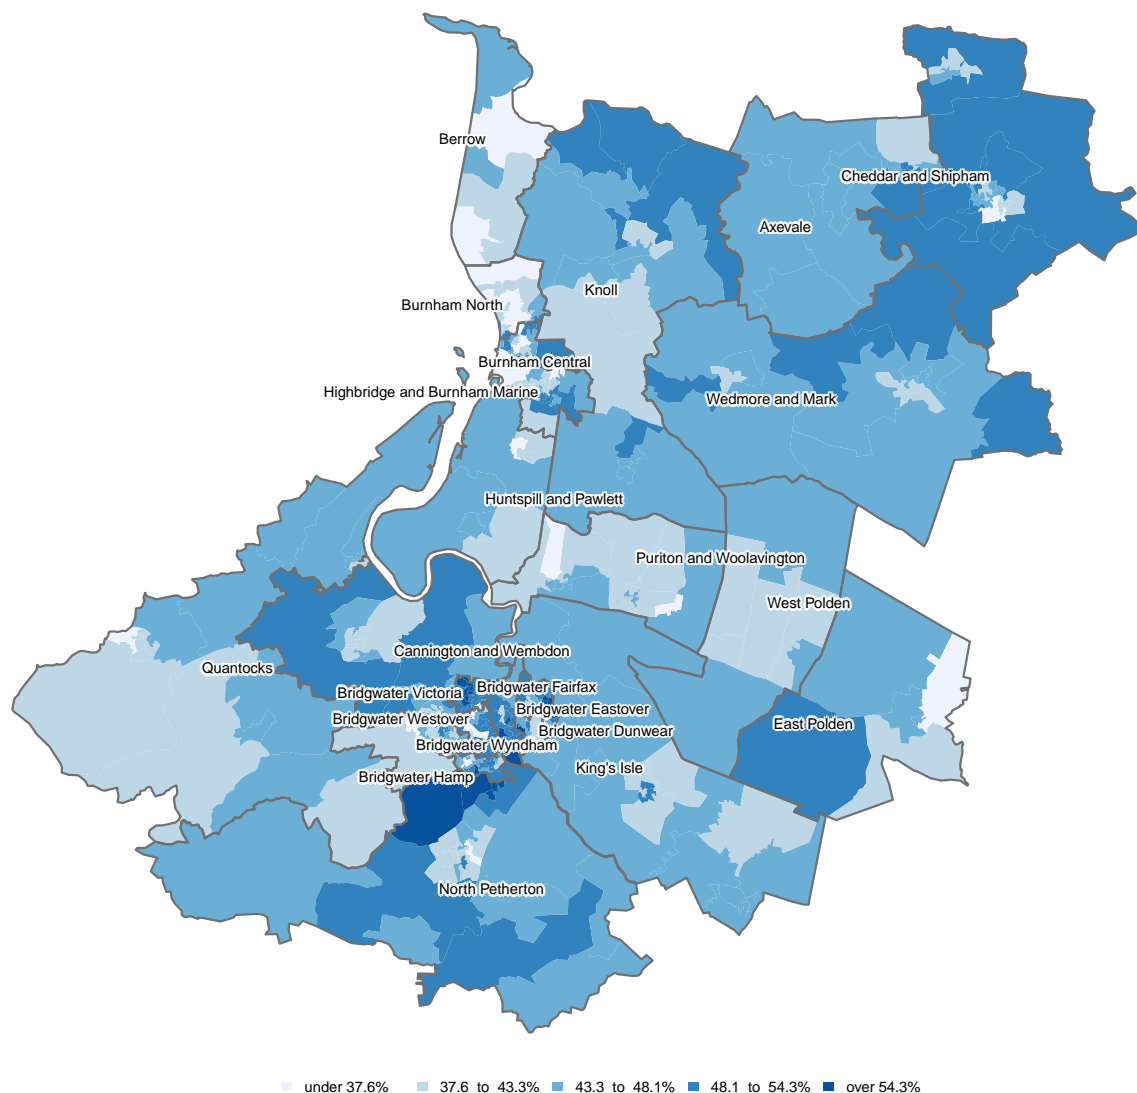 Berrow
Cheddar and Shipham
Axevale
Knoll
Burnham North
Burnham Central
Highbridge and Burnham Marine
Wedmore and Mark
Huntspill and Pawlett
Puriton and Woolavington
West Polden
Cannington and Wembdon
Quantocks
Bridgwater Victoria
Bridgwater Fairfax
Bridgwater Eastover
Bridgwater Westover
East Polden
Bridgwater Dunwear
Bridgwater Wyndham
King's Isle
Bridgwater Hamp
North Petherton
under 37.6% 37.6 to 43.3% 43.3 to 48.1% 48.1 to 54.3% over 54.3%